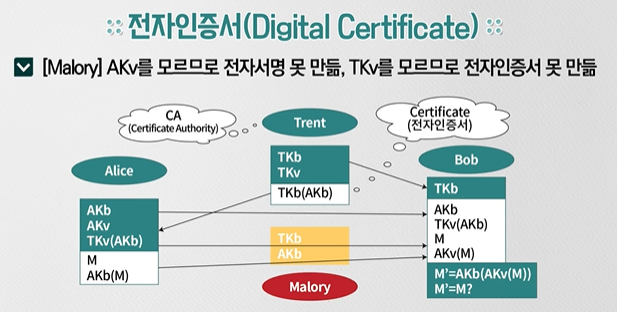 전자인증서(Digital Certificate)
[Malory] AKv를 모르므로 전자서명 못 만듦, TKv를 모르므로 전자인증서 못 만듦
CA
(Certificate Authority)
Trent
Certificate
(전자인증서)
Alice
Bob
TKb
TKv
TKb(AKb)
TKb
AKb
AKv
TKv(AKb)
M
AKb(M)
AKb
TKv(AKb)
M
AKv(M)
TKb
AKb
Malory
M'=AKb(AKv(M))
M'=M?